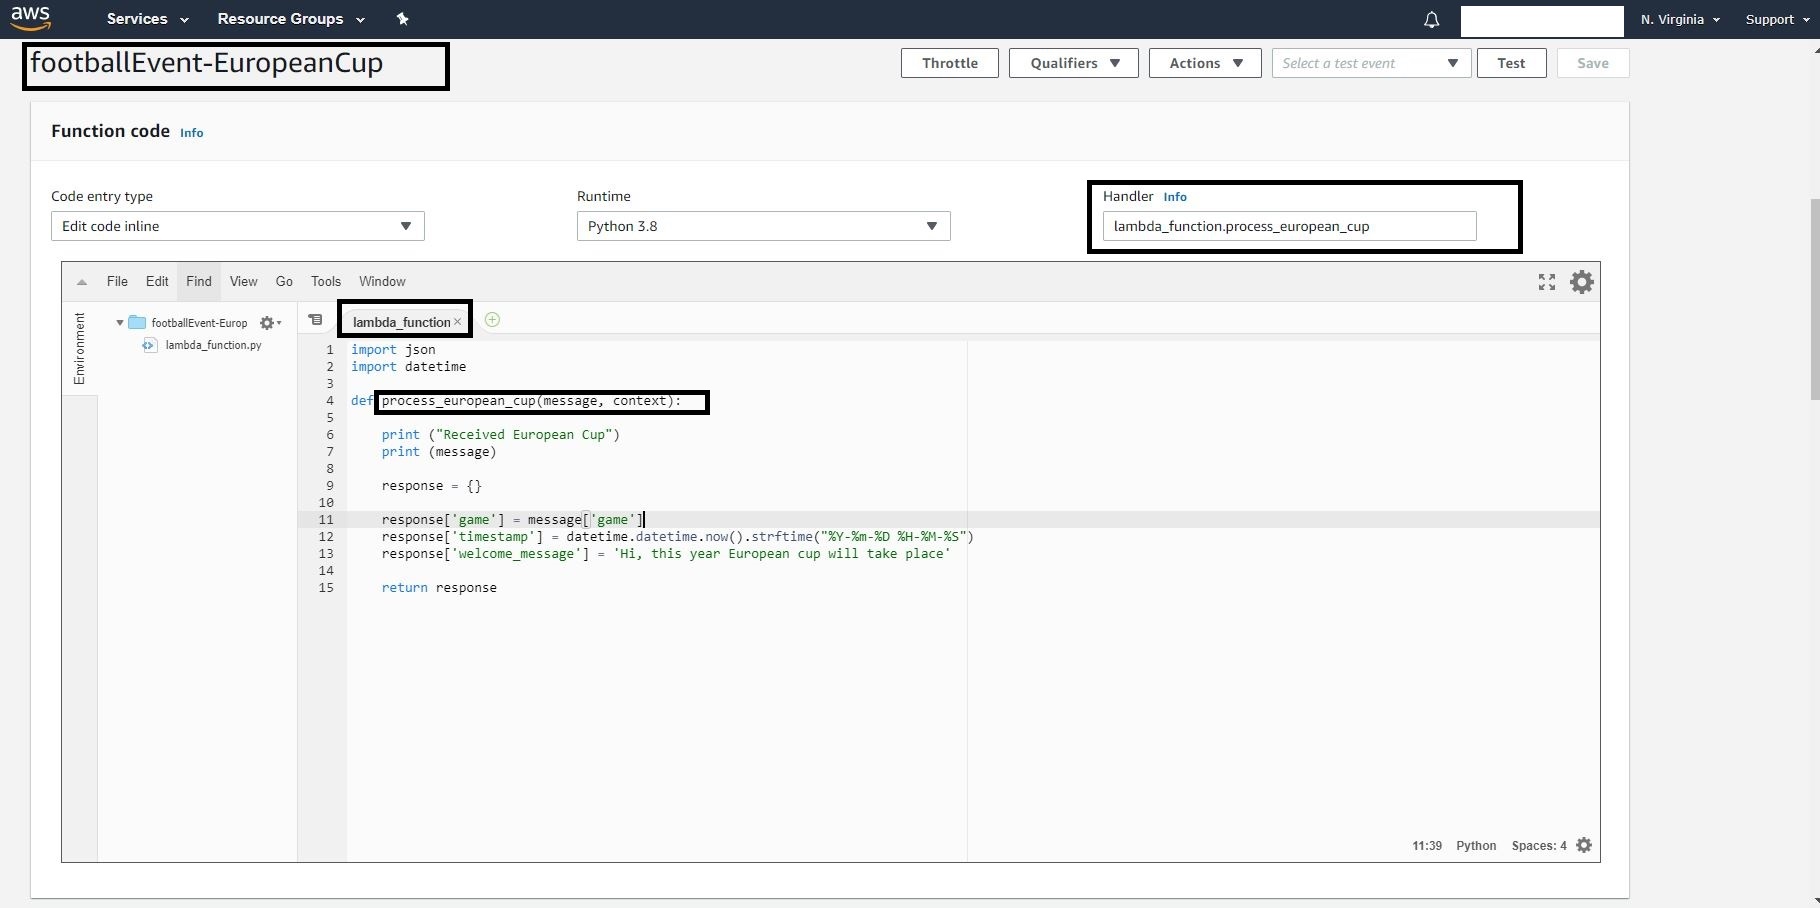 aws Services Resource Groups N. Virginia Support
footballEvent-EuropeanCup Throttle Qualifiers Actions Select a test event Test Save
Function code Info
Code entry type Runtime Handler Info
Edit code inline Python 3.8 lambda_function.process_european_cup
File Edit Find View Go Tools Window
Environment
footballEvent-Europ lambda_function ×
lambda_function.py
1 import json
2 import datetime
3
4 def process_european_cup(message, context):
5
6 print ("Received European Cup")
7 print (message)
8
9 response = {}
10
11 response['game'] = message['game']
12 response['timestamp'] = datetime.datetime.now().strftime("%Y-%m-%D %H-%M-%S")
13 response['welcome_message'] = 'Hi, this year European cup will take place'
14
15 return response
11:39 Python Spaces: 4